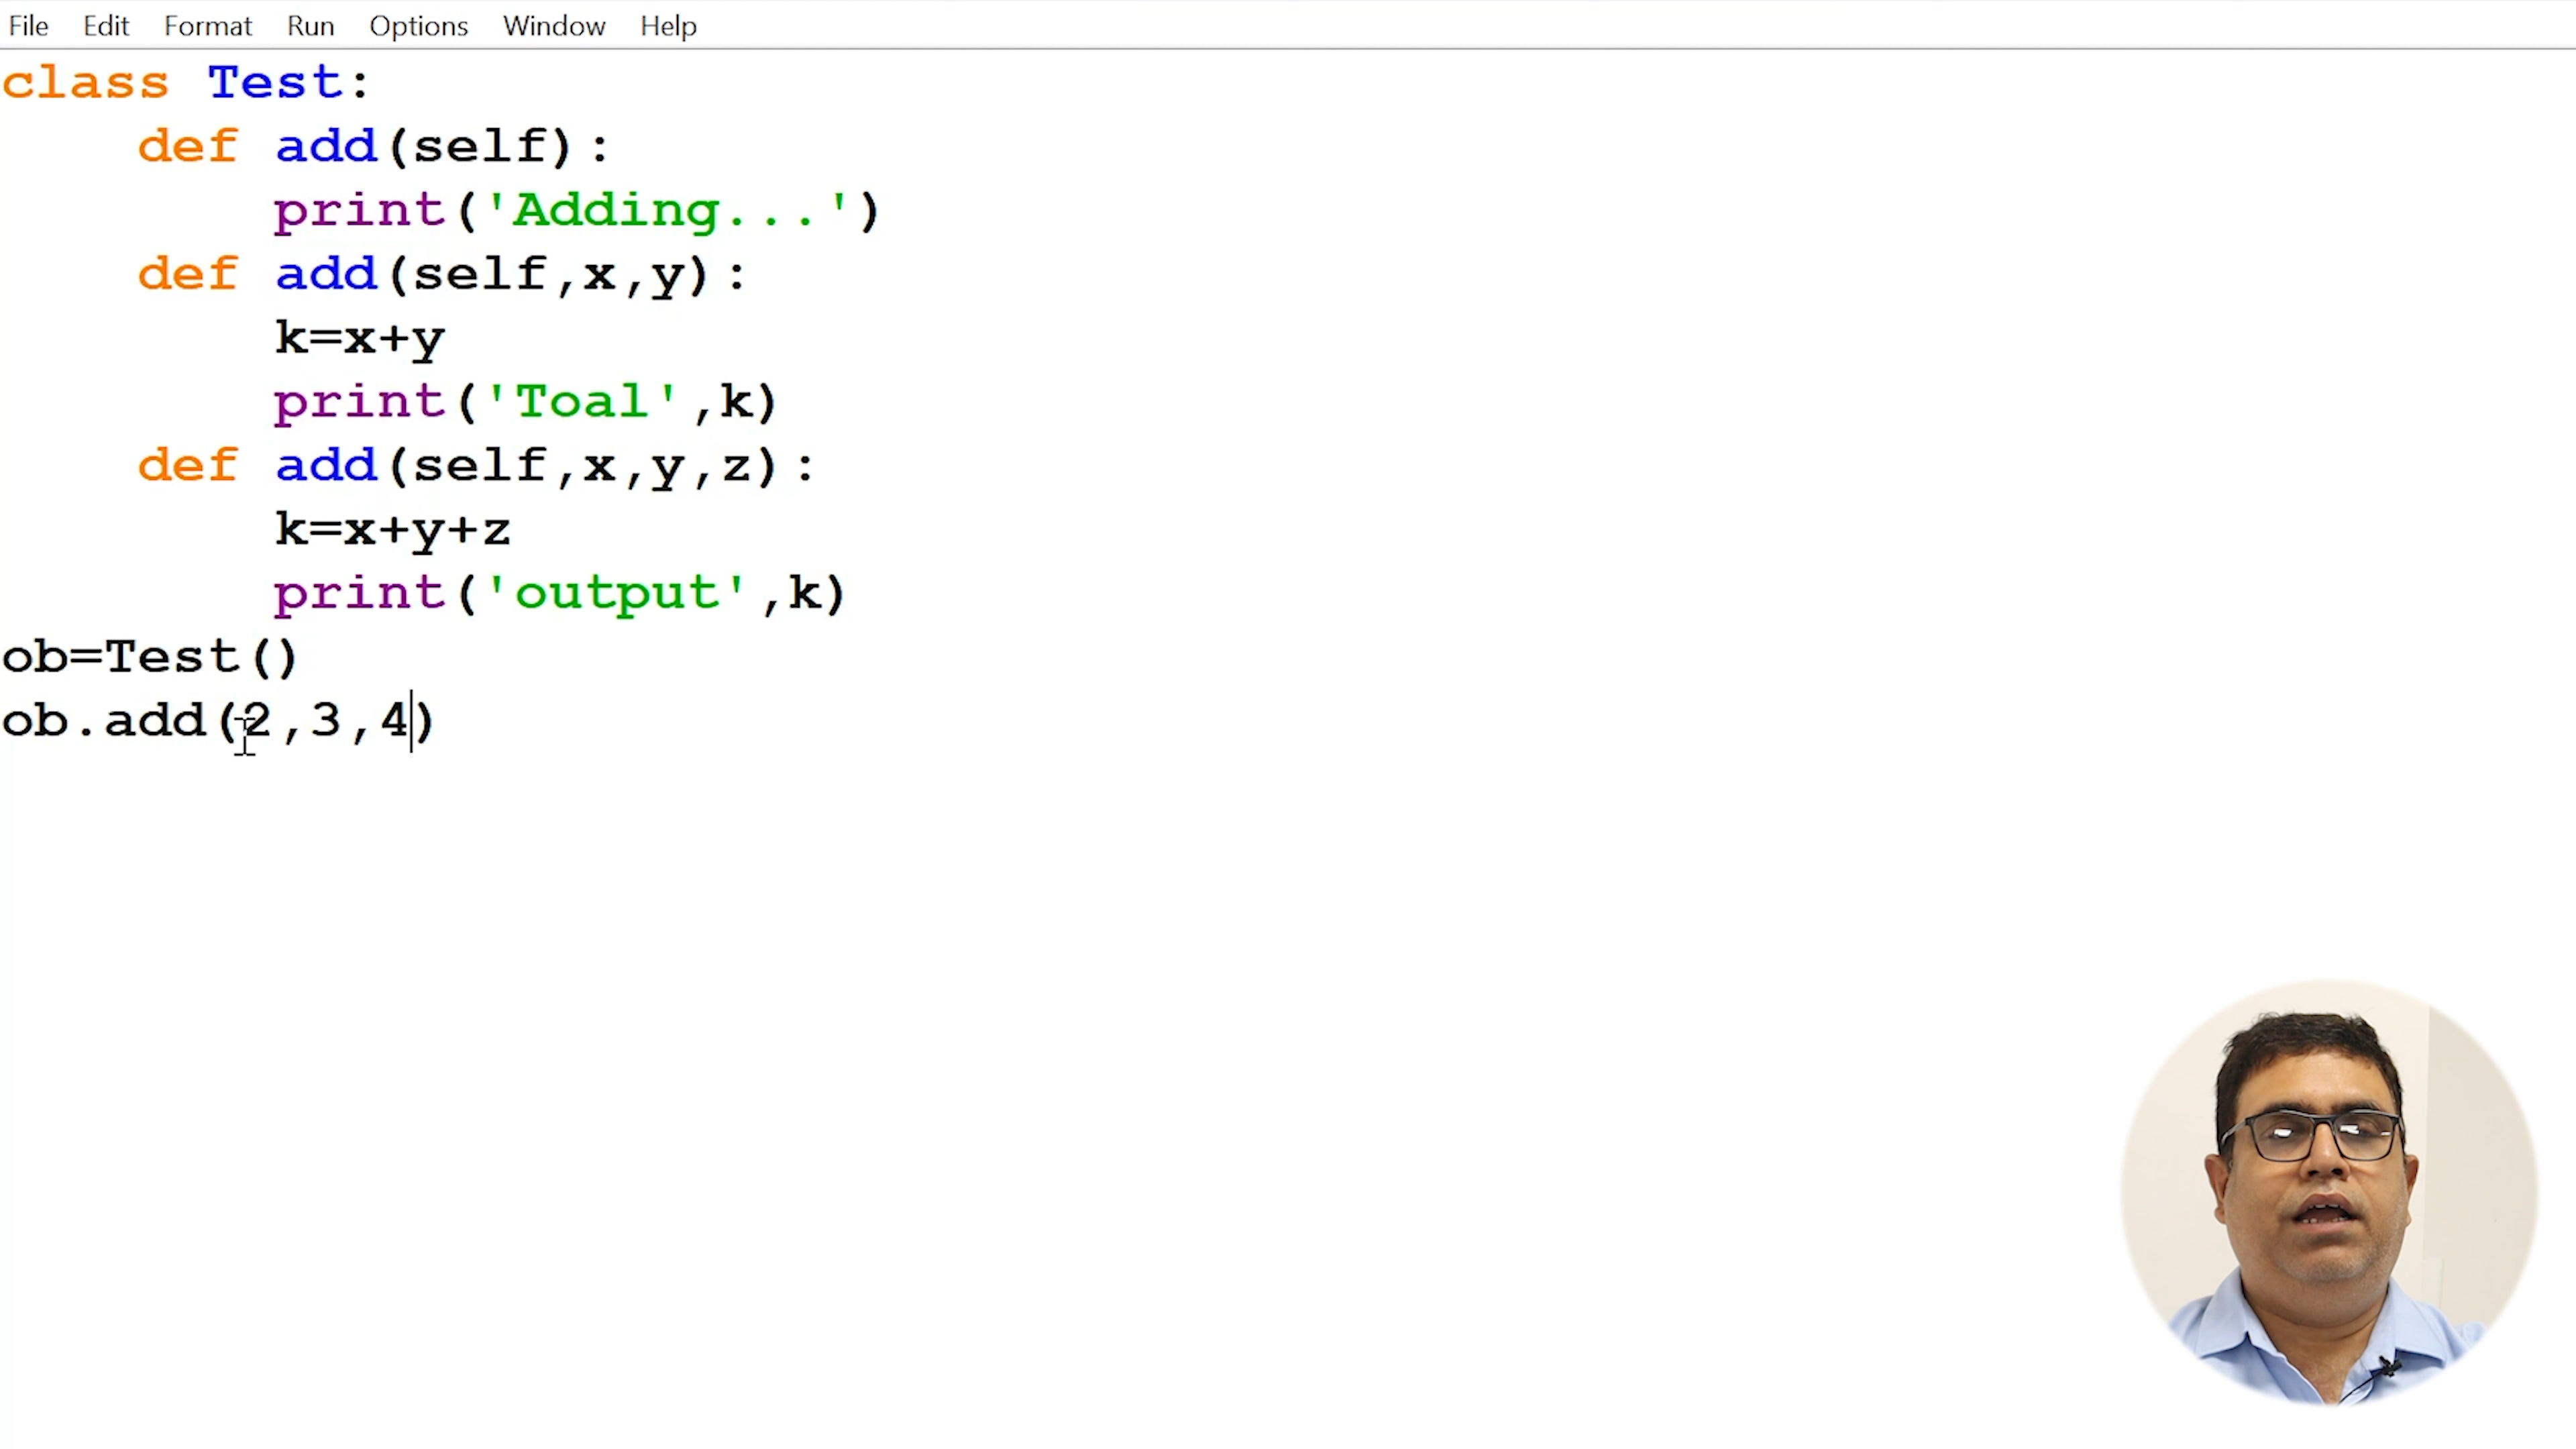 File Edit Format Run Options Window Help
class Test:
    def add(self):
        print('Adding...')
    def add(self,x,y):
        k=x+y
        print('Toal',k)
    def add(self,x,y,z):
        k=x+y+z
        print('output',k)
ob=Test()
ob.add(2,3,4)